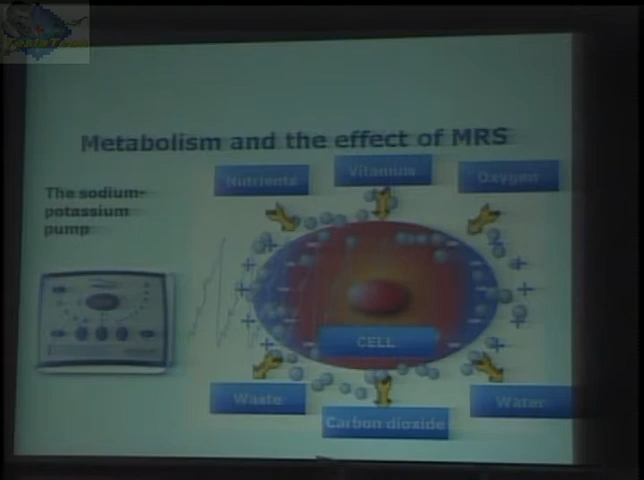 Metabolism and the effect of MRS
Nutrients
Vitamins
Oxygen
The sodium-
potassium
pump
CELL
Waste
Carbon dioxide
Water